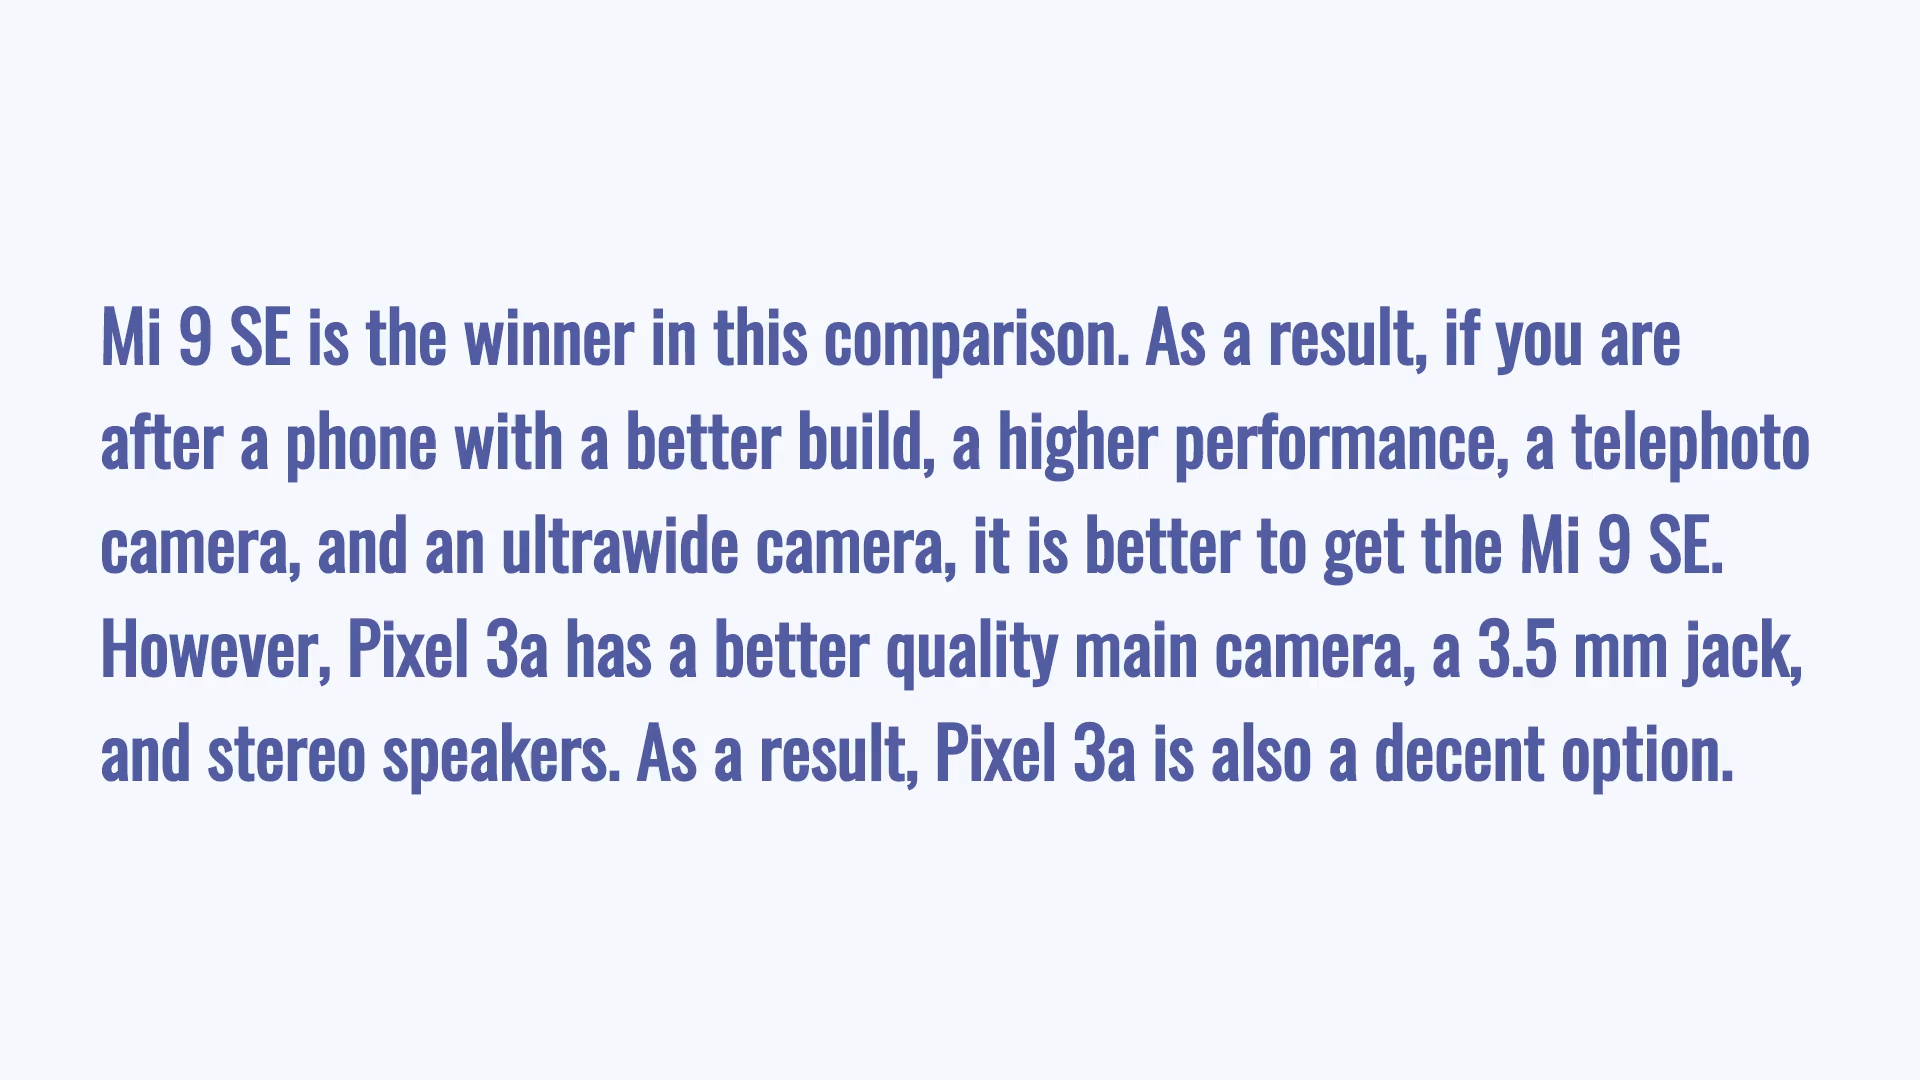 Mi 9 SE is the winner in this comparison. As a result, if you are
after a phone with a better build, a higher performance, a telephoto
camera, and an ultrawide camera, it is better to get the Mi 9 SE.
However, Pixel 3a has a better quality main camera, a 3.5 mm jack,
and stereo speakers. As a result, Pixel 3a is also a decent option.